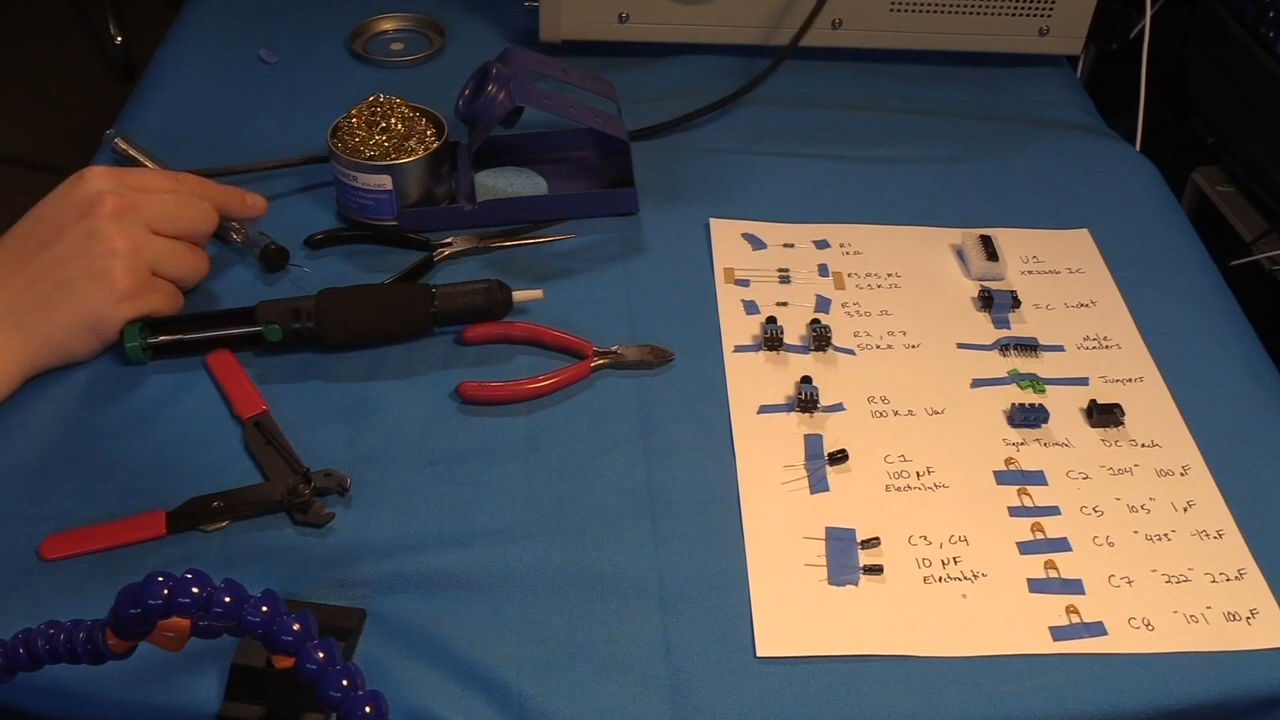 R1
1KΩ
R3, R5, R6
5.1KΩ
R4
330 Ω
R2, R7
50KΩ Var
R8
100KΩ Var
C1
100 µF
Electrolytic
C3, C4
10 µF
Electrolytic
U1
XR2206 IC
IC Socket
Male
Headers
Jumpers
Signal Terminal
DC Jack
C2 "104" 100nF
C5 "105" 1µF
C6 "473" 47nF
C7 "222" 2.2nF
C8 "101" 100pF